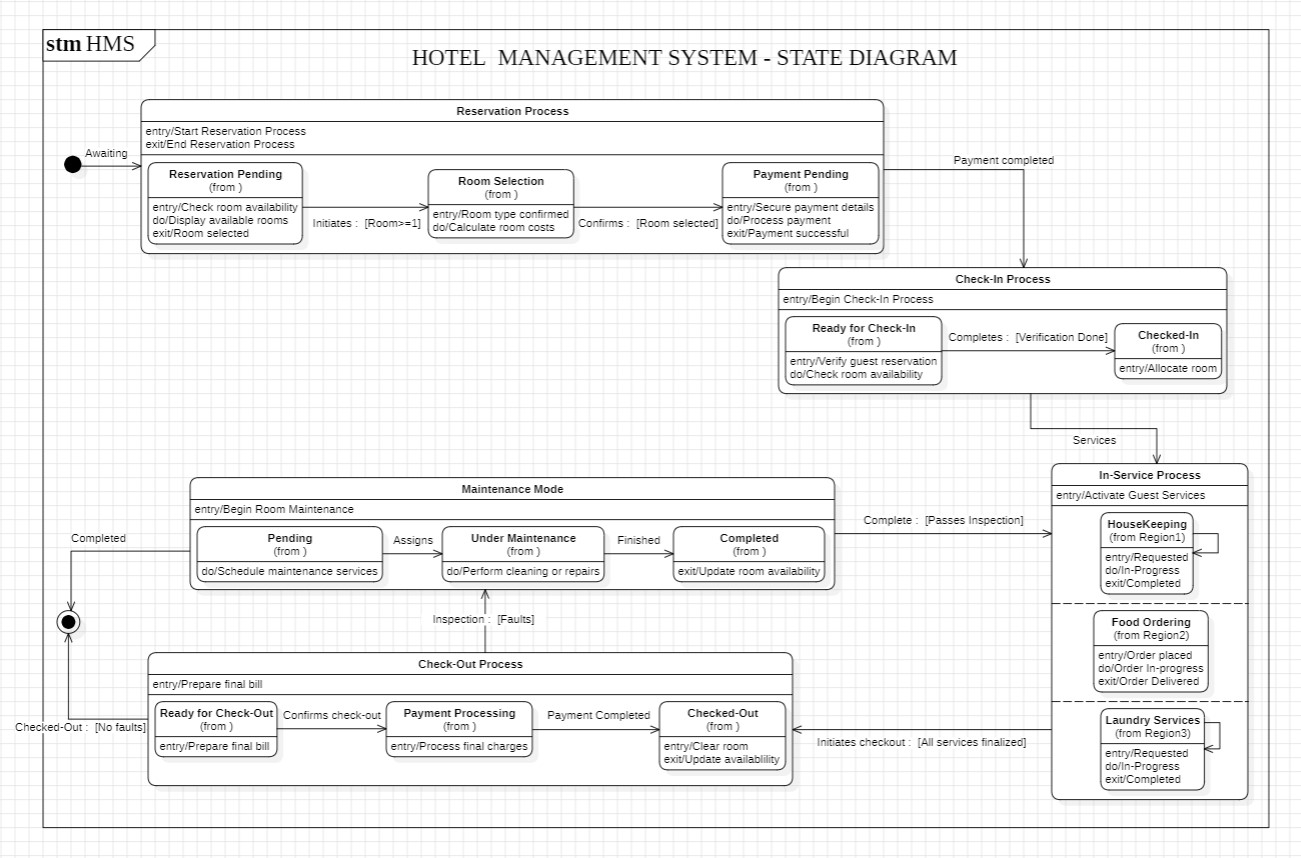 stm HMS
HOTEL  MANAGEMENT SYSTEM - STATE DIAGRAM
Reservation Process
entry/Start Reservation Process
exit/End Reservation Process
Awaiting
Reservation Pending
(from )
entry/Check room availability
do/Display available rooms
exit/Room selected
Initiates :  [Room>=1]
Room Selection
(from )
entry/Room type confirmed
do/Calculate room costs
Confirms :  [Room selected]
Payment Pending
(from )
entry/Secure payment details
do/Process payment
exit/Payment successful
Payment completed
Check-In Process
entry/Begin Check-In Process
Ready for Check-In
(from )
entry/Verify guest reservation
do/Check room availability
Completes :  [Verification Done]
Checked-In
(from )
entry/Allocate room
Services
In-Service Process
entry/Activate Guest Services
HouseKeeping
(from Region1)
entry/Requested
do/In-Progress
exit/Completed
Food Ordering
(from Region2)
entry/Order placed
do/Order In-progress
exit/Order Delivered
Laundry Services
(from Region3)
entry/Requested
do/In-Progress
exit/Completed
Maintenance Mode
entry/Begin Room Maintenance
Pending
(from )
do/Schedule maintenance services
Assigns
Under Maintenance
(from )
do/Perform cleaning or repairs
Finished
Completed
(from )
exit/Update room availability
Complete :  [Passes Inspection]
Completed
Inspection :  [Faults]
Check-Out Process
entry/Prepare final bill
Ready for Check-Out
(from )
entry/Prepare final bill
Confirms check-out
Payment Processing
(from )
entry/Process final charges
Payment Completed
Checked-Out
(from )
entry/Clear room
exit/Update availablility
Initiates checkout :  [All services finalized]
Checked-Out :  [No faults]